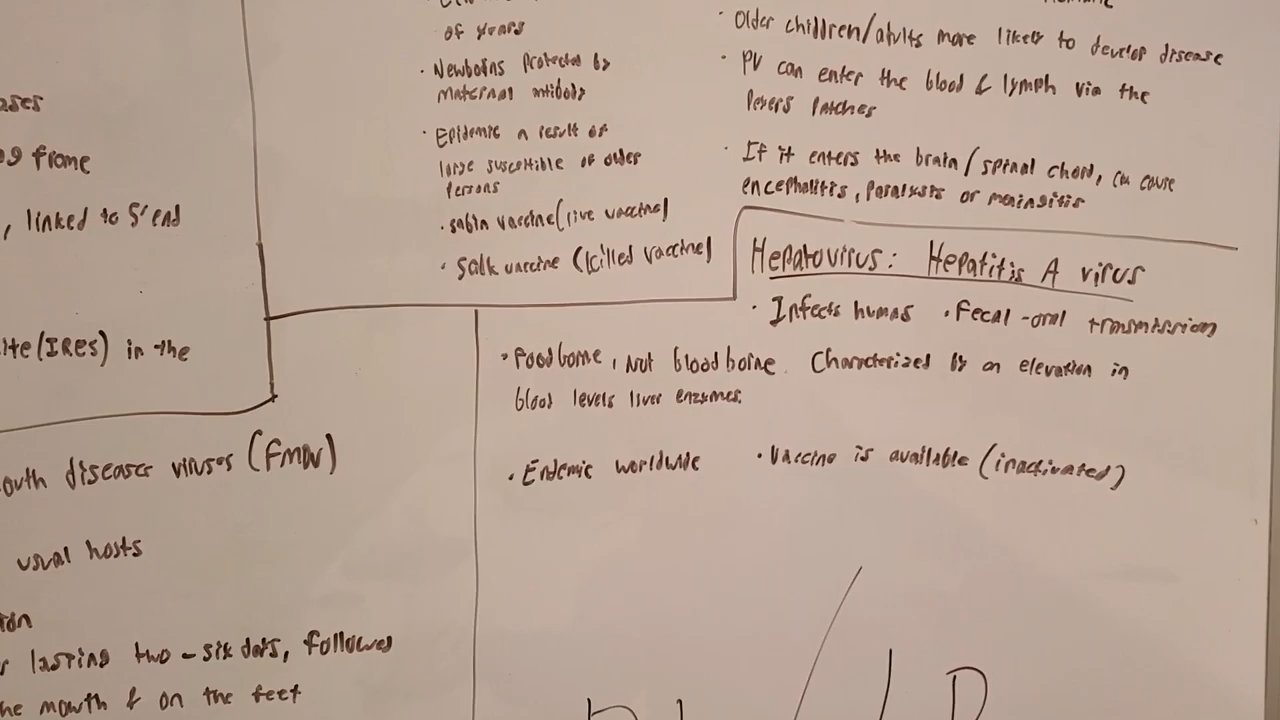 of years
· Newborns Protected by
maternal antibody
· Epidemic a result of
large susceptible of older
Persons
· sabin vaccine (live vaccine)
· Salk vaccine (killed vaccine)
· Older children/adults more likely to develop disease
· PV can enter the blood & lymph via the
Peyers Patches
· If it enters the brain/spinal chord, can cause
encephalitis, Paralysis or meningitis
Hepatovirus: Hepatitis A virus
· Infects humans · Fecal-oral transmission
· Foodborne, Not bloodborne. Characterized by an elevation in
blood levels liver enzymes.
· Endemic worldwide · Vaccine is available (inactivated)
ases
frame
, linked to 5' end
ite (IRES) in the
outh diseases viruses (FMDV)
usual hosts
ion
lasting two-six days, followed
he mouth & on the feet